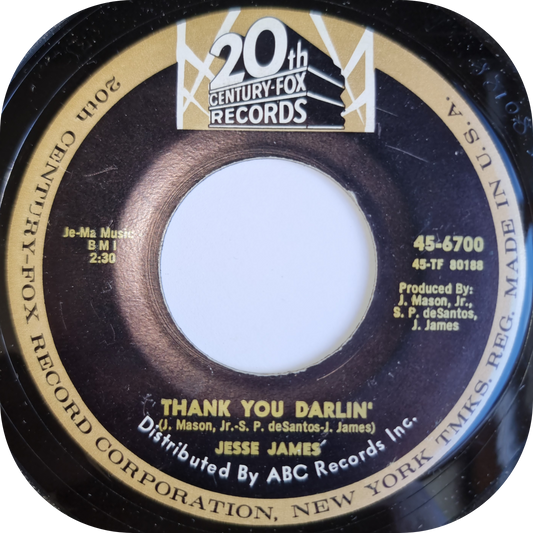 20th
CENTURY-FOX
RECORDS
20th CENTURY-FOX RECORD CORPORATION, NEW YORK TMKS. REG. MADE IN U.S.A.
Je-Ma Music
B M I
2:30
45-6700
45-TF 80188
Produced By:
J. Mason, Jr.,
S. P. deSantos,
J. James
THANK YOU DARLIN'
(J. Mason, Jr.-S. P. deSantos-J. James)
JESSE JAMES
Distributed By ABC Records Inc.